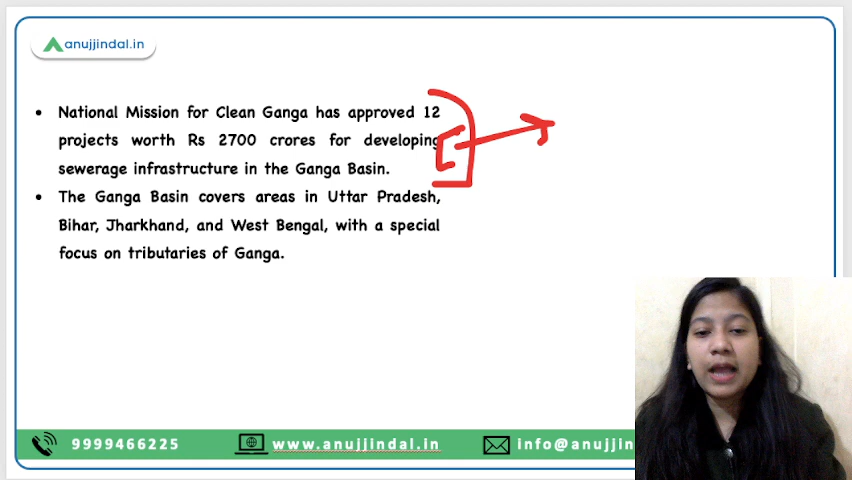 anujjindal.in
• National Mission for Clean Ganga has approved 12
projects worth Rs 2700 crores for developing
sewerage infrastructure in the Ganga Basin.
• The Ganga Basin covers areas in Uttar Pradesh,
Bihar, Jharkhand, and West Bengal, with a special
focus on tributaries of Ganga.
9999466225 www.anujjindal.in info@anujjin